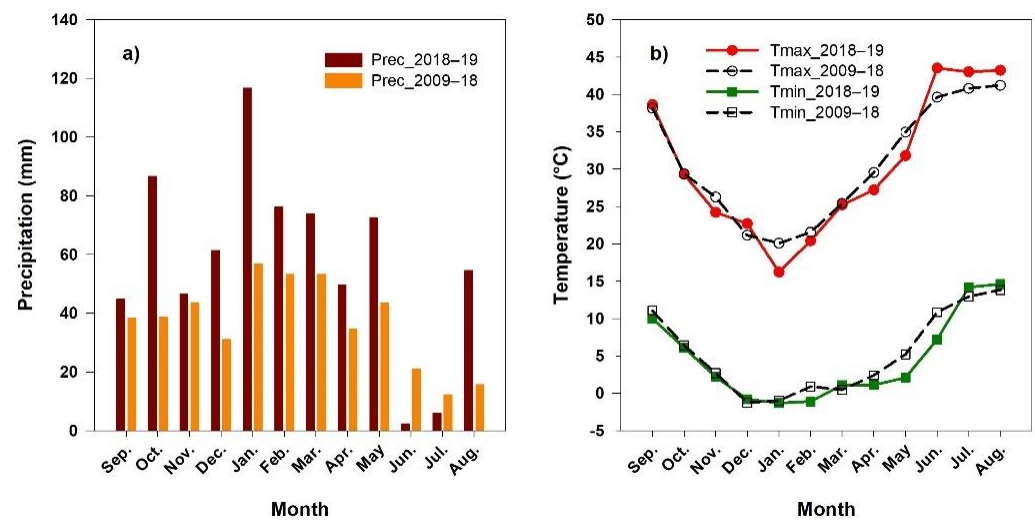 a)
Prec_2018–19
Prec_2009–18
Precipitation (mm)
140
120
100
80
60
40
20
0
Sep. Oct. Nov. Dec. Jan. Feb. Mar. Apr. May Jun. Jul. Aug.
Month
b)
Tmax_2018–19
Tmax_2009–18
Tmin_2018–19
Tmin_2009–18
Temperature (°C)
50
45
40
35
30
25
20
15
10
5
0
-5
Sep. Oct. Nov. Dec. Jan. Feb. Mar. Apr. May Jun. Jul. Aug.
Month